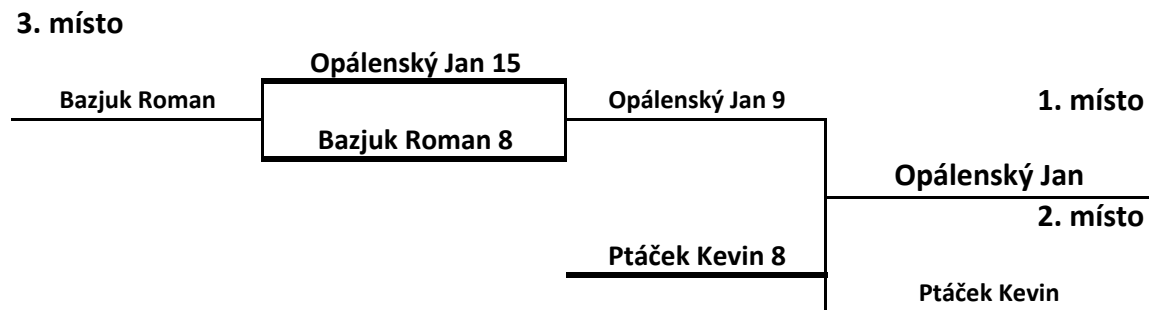 3. místo
Opálenský Jan 15
Bazjuk Roman
Opálenský Jan 9
1. místo
Bazjuk Roman 8
Opálenský Jan
2. místo
Ptáček Kevin 8
Ptáček Kevin